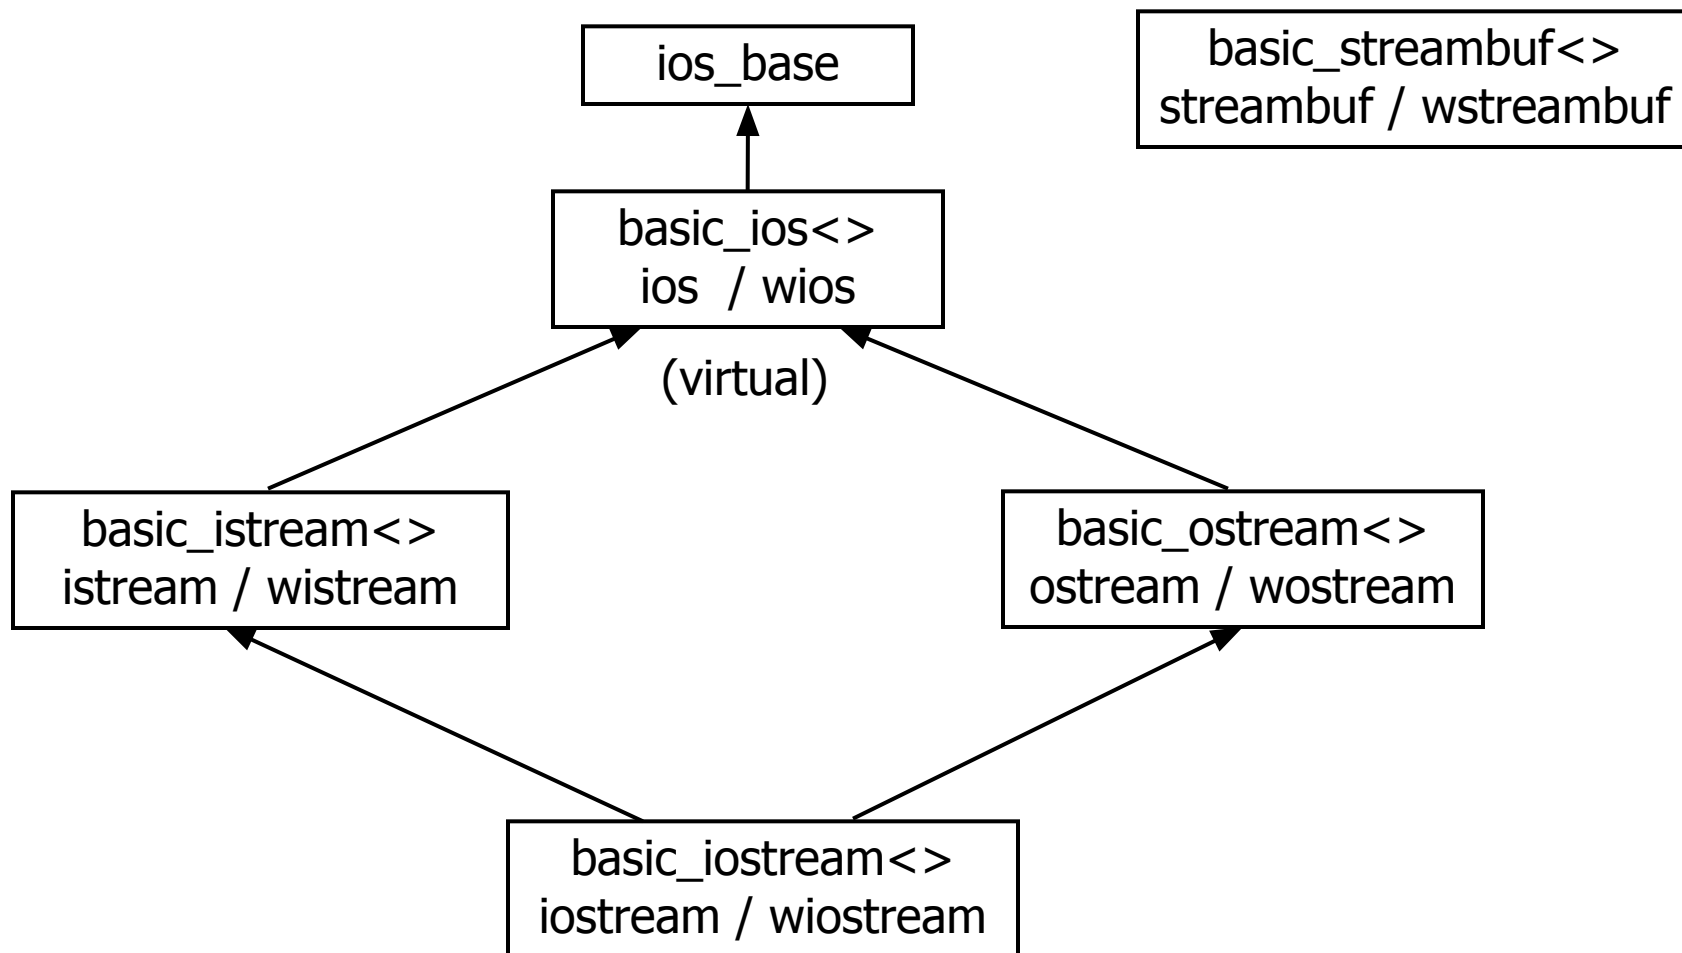 ios_base
basic_streambuf<>
streambuf / wstreambuf
basic_ios<>
ios / wios
(virtual)
basic_istream<>
istream / wistream
basic_ostream<>
ostream / wostream
basic_iostream<>
iostream / wiostream